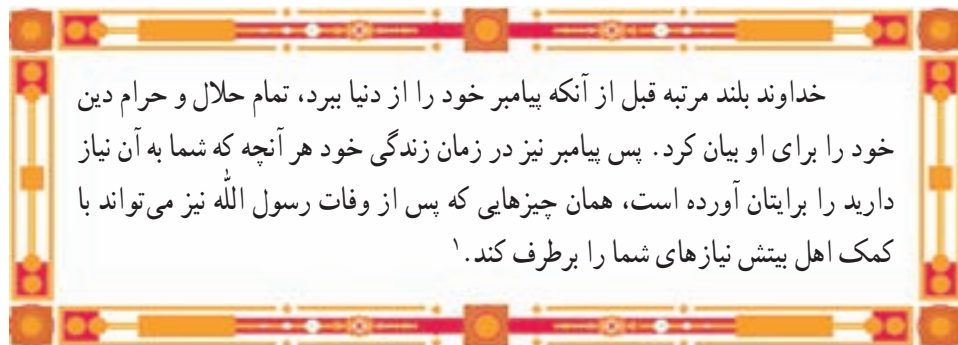 خداوند بلند مرتبه قبل از آنکه پیامبر خود را از دنیا ببرد، تمام حلال و حرام دین
خود را برای او بیان کرد. پس پیامبر نیز در زمان زندگی خود هر آنچه که شما به آن نیاز
دارید را برایتان آورده است، همان چیزهایی که پس از وفات رسول اللّه نیز می‌تواند با
کمک اهل بیتش نیازهای شما را برطرف کند.۱